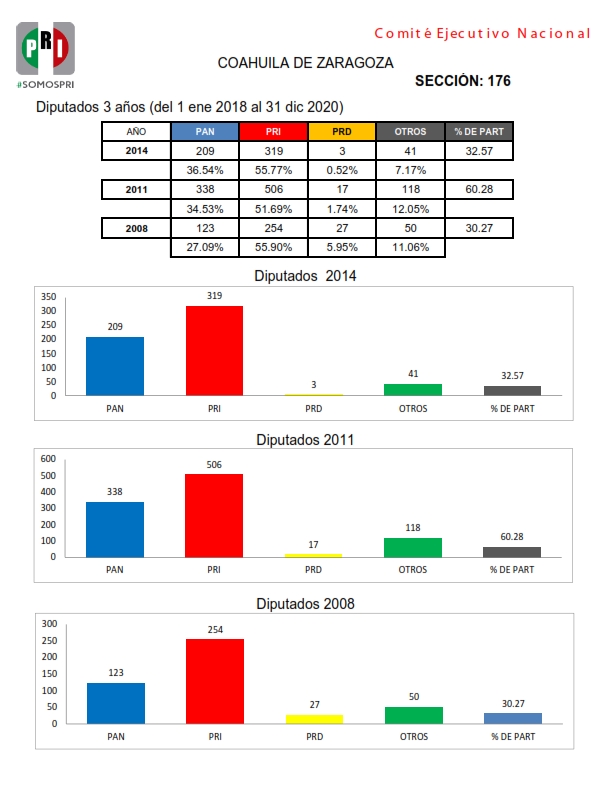 Comité Ejecutivo Nacional
PRI
#SOMOSPRI
COAHUILA DE ZARAGOZA
SECCIÓN: 176
Diputados 3 años (del 1 ene 2018 al 31 dic 2020)
AÑO PAN PRI PRD OTROS % DE PART
2014 209 319 3 41 32.57
36.54% 55.77% 0.52% 7.17%
2011 338 506 17 118 60.28
34.53% 51.69% 1.74% 12.05%
2008 123 254 27 50 30.27
27.09% 55.90% 5.95% 11.06%
Diputados 2014
350
300
250
200
150
100
50
0
209
319
3
41
32.57
PAN PRI PRD OTROS % DE PART
Diputados 2011
600
500
400
300
200
100
0
338
506
17
118
60.28
PAN PRI PRD OTROS % DE PART
Diputados 2008
300
250
200
150
100
50
0
123
254
27
50
30.27
PAN PRI PRD OTROS % DE PART